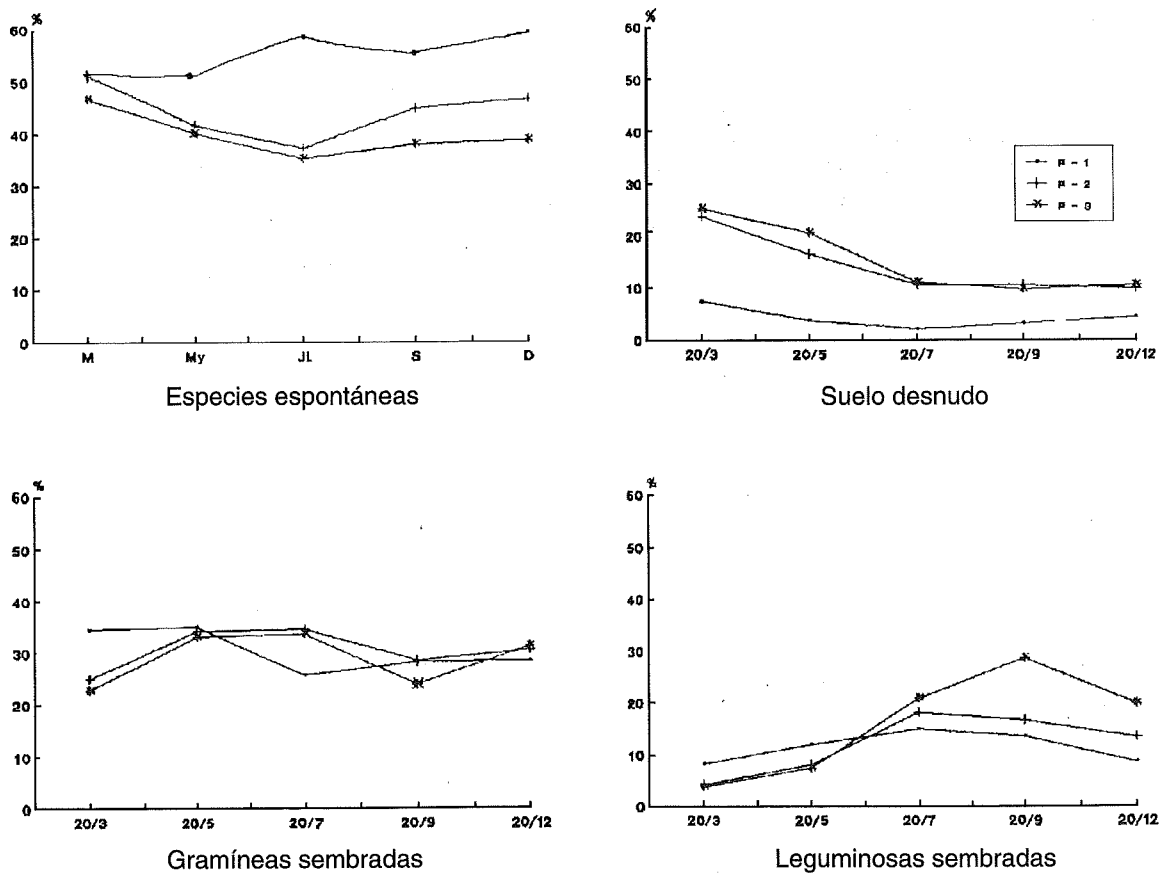 %
60
50
40
30
20
10
0
M My Jl. S D
Especies espontáneas
%
60
50
40
30
20
10
0
P - 1
P - 2
P - 3
20/3 20/5 20/7 20/9 20/12
Suelo desnudo
%
60
50
40
30
20
10
0
20/3 20/5 20/7 20/9 20/12
Gramíneas sembradas
%
60
50
40
30
20
10
0
20/3 20/5 20/7 20/9 20/12
Leguminosas sembradas